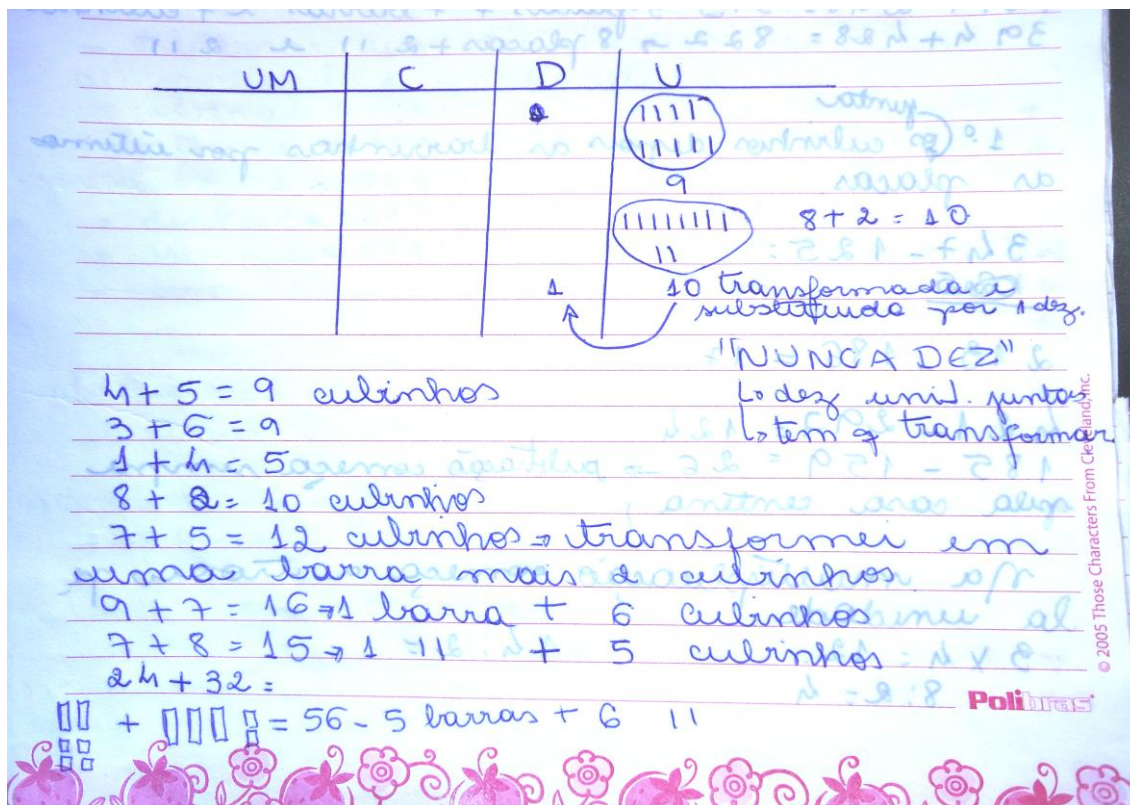 UM C D U
||||
|||||
9
||||||||
8 + 2 = 10
||
1 10 transformada e
substituida por 1 dez.
"NUNCA DEZ"
4 + 5 = 9 cubinhos
↳ dez unid. juntas
3 + 6 = 9
↳ tem q transformar
1 + 4 = 5
8 + 2 = 10 cubinhos
7 + 5 = 12 cubinhos → transformei em
uma barra mais 2 cubinhos
9 + 7 = 16 → 1 barra + 6 cubinhos
7 + 8 = 15 → 1 11 + 5 cubinhos
24 + 32 =
+ = 56 - 5 barras + 6 11
Polibras
© 2005 Those Characters From Cleveland, Inc.